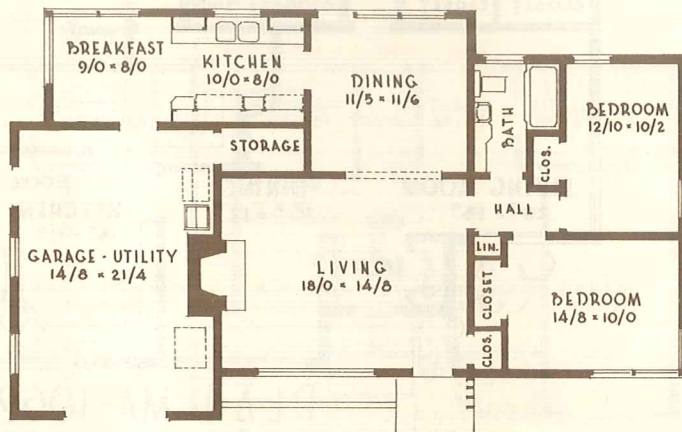 BREAKFAST
9/0 × 8/0
KITCHEN
10/0 × 8/0
DINING
11/5 × 11/6
BATH
BEDROOM
12/10 × 10/2
STORAGE
CLOS.
HALL
LIN.
GARAGE - UTILITY
14/8 × 21/4
LIVING
18/0 × 14/8
CLOSET
BEDROOM
14/8 × 10/0
CLOS.